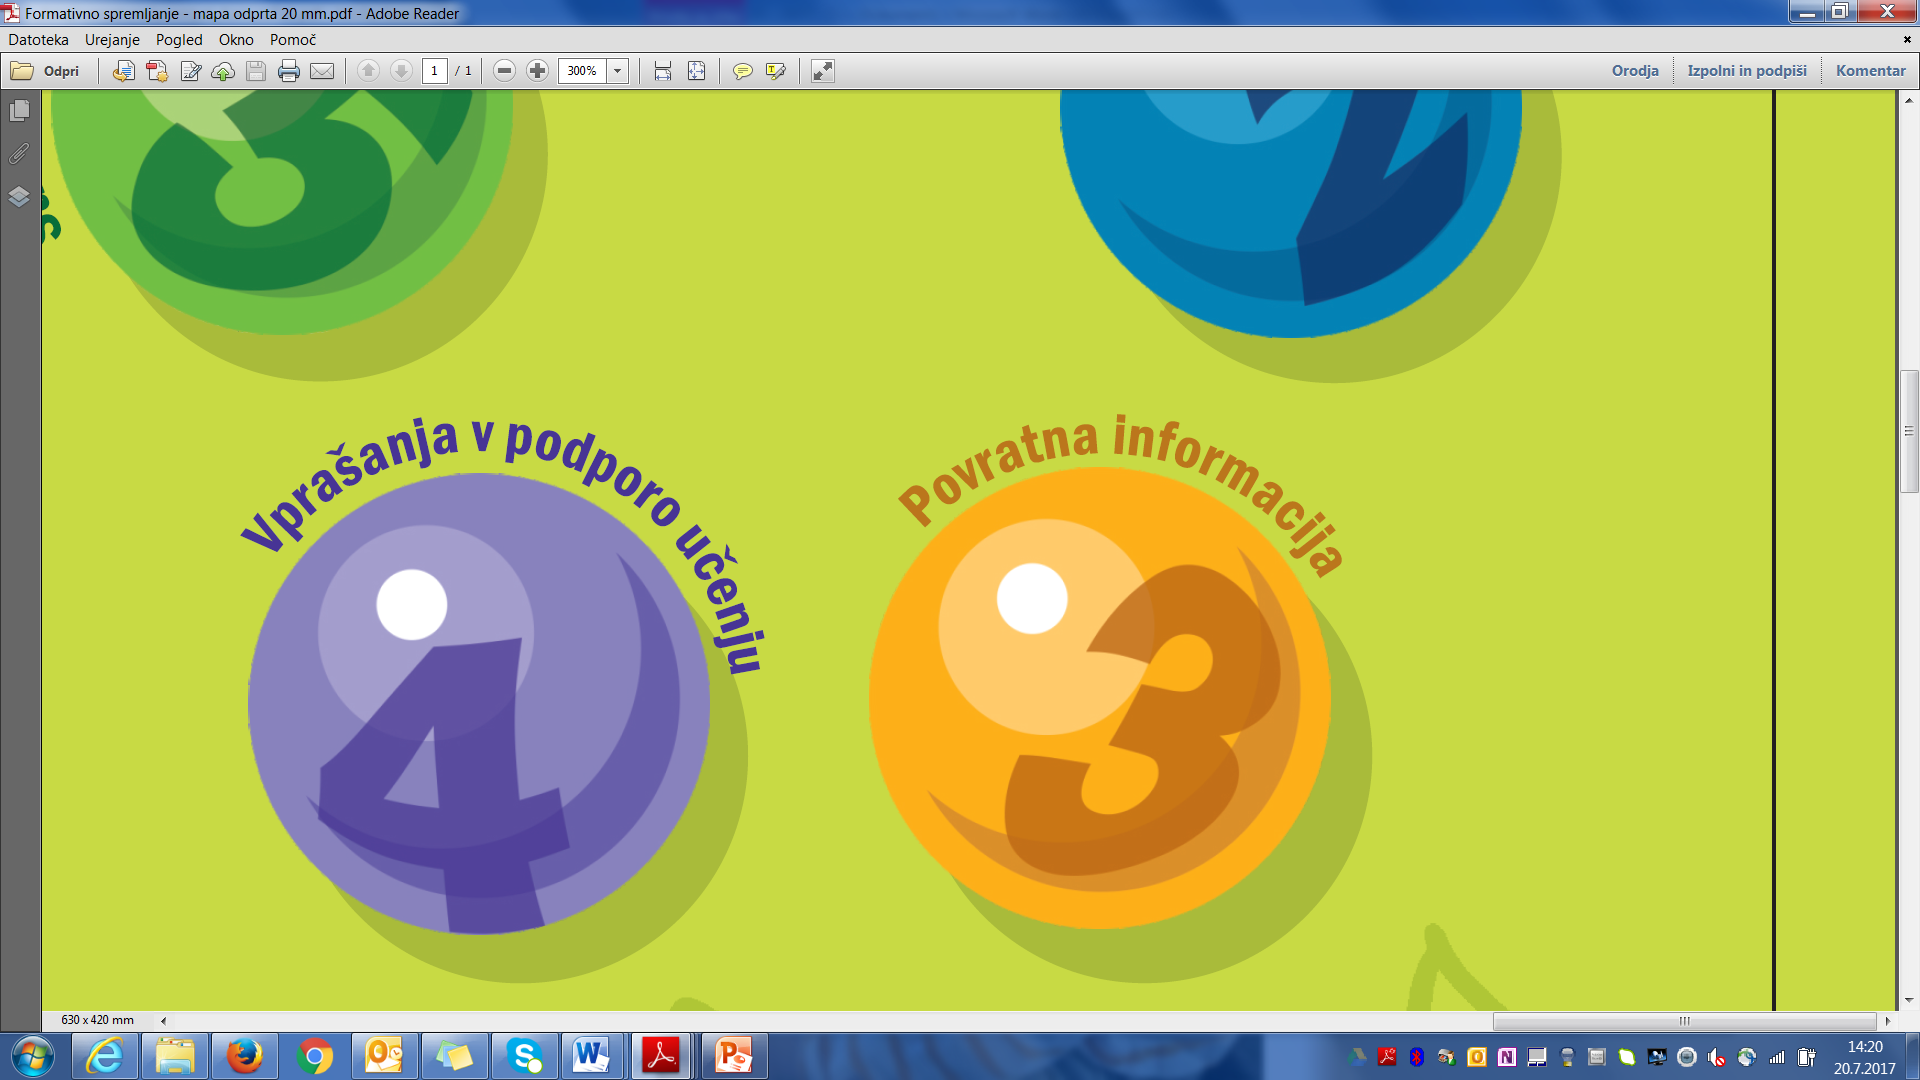 Formativno spremljanje - mapa odprta 20 mm.pdf - Adobe Reader
Datoteka Urejanje Pogled Okno Pomoč
Odpri 1 / 1 300% Orodja Izpolni in podpiši Komentar
5 2
Vprašanja v podporo učenju
4
Povratna informacija
3
630 x 420 mm
14:20
20.7.2017